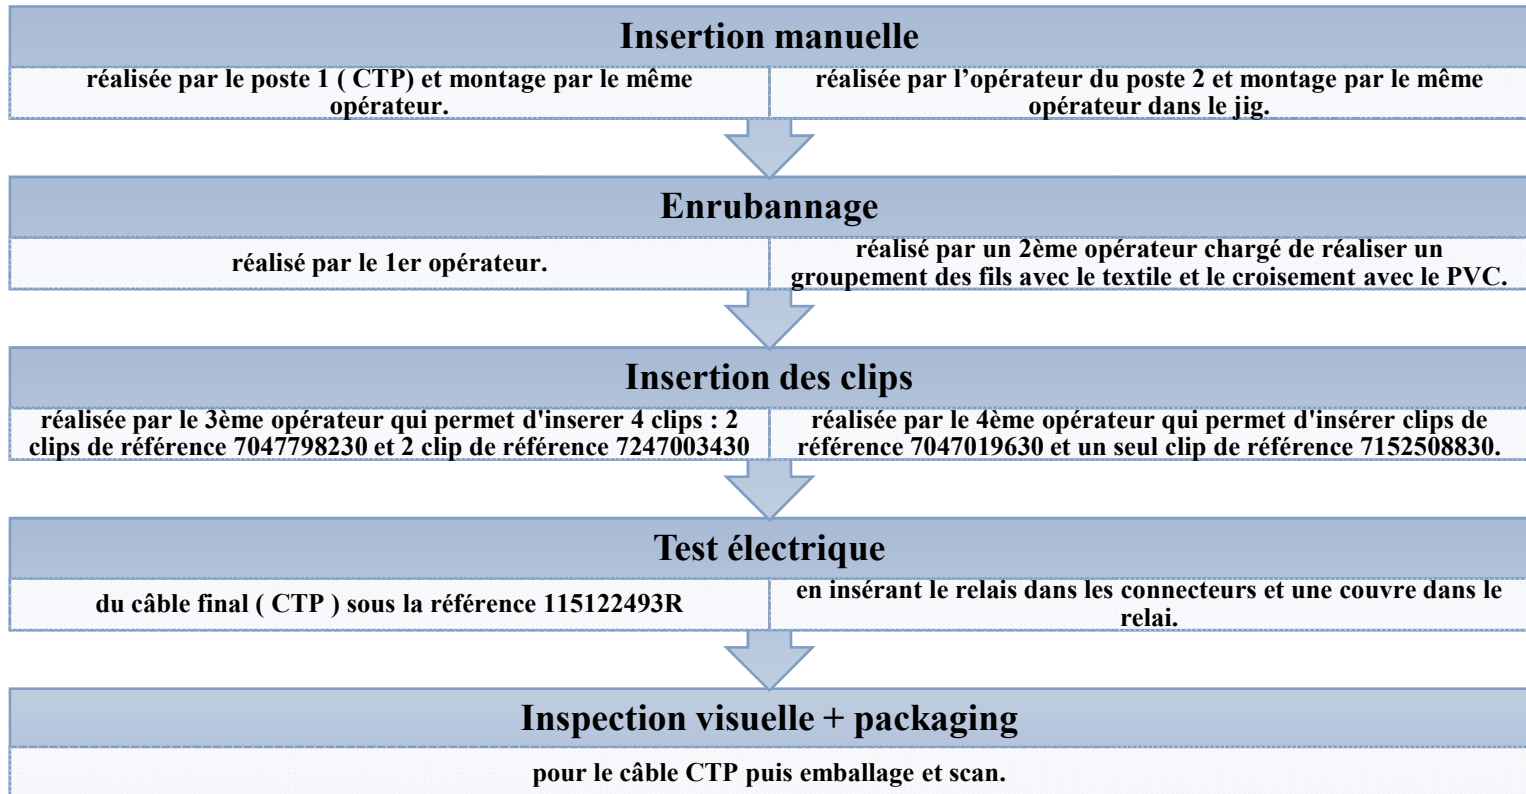 Insertion manuelle
réalisée par le poste 1 ( CTP) et montage par le même
opérateur.
réalisée par l’opérateur du poste 2 et montage par le même
opérateur dans le jig.
Enrubannage
réalisé par le 1er opérateur.
réalisé par un 2ème opérateur chargé de réaliser un
groupement des fils avec le textile et le croisement avec le PVC.
Insertion des clips
réalisée par le 3ème opérateur qui permet d'inserer 4 clips : 2
clips de référence 7047798230 et 2 clip de référence 7247003430
réalisée par le 4ème opérateur qui permet d'insérer clips de
référence 7047019630 et un seul clip de référence 7152508830.
Test électrique
du câble final ( CTP ) sous la référence 115122493R
en insérant le relais dans les connecteurs et une couvre dans le
relai.
Inspection visuelle + packaging
pour le câble CTP puis emballage et scan.